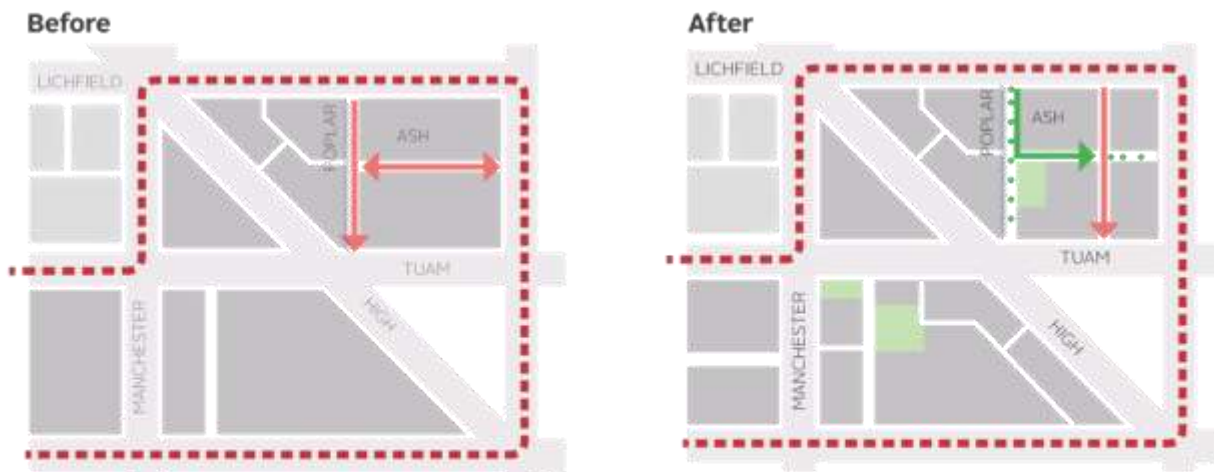 Before
LICHFIELD
POPLAR
ASH
TUAM
HIGH
MANCHESTER
After
LICHFIELD
POPLAR
ASH
TUAM
HIGH
MANCHESTER